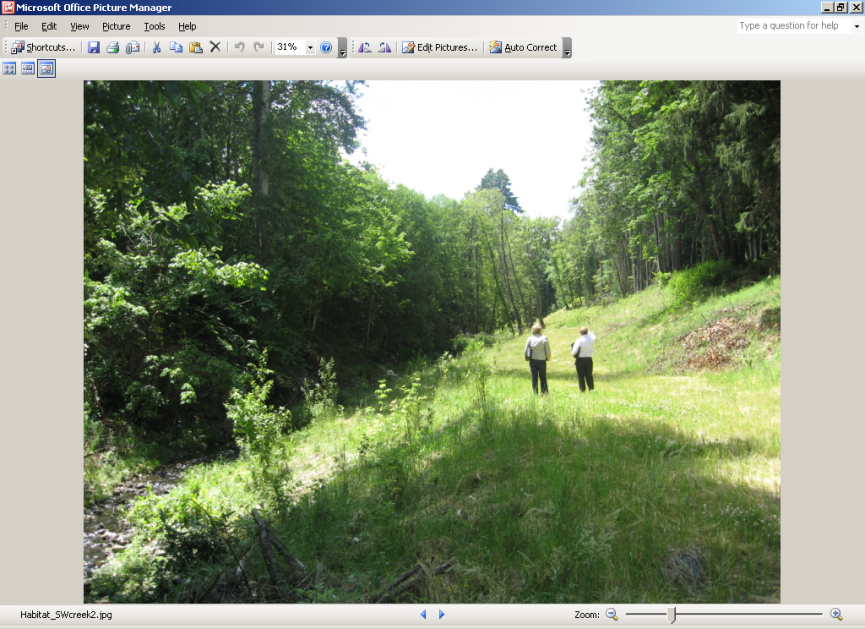 Microsoft Office Picture Manager
File Edit View Picture Tools Help
Type a question for help
Shortcuts... 31% Edit Pictures... Auto Correct
Habitat_SWcreek2.jpg
Zoom: